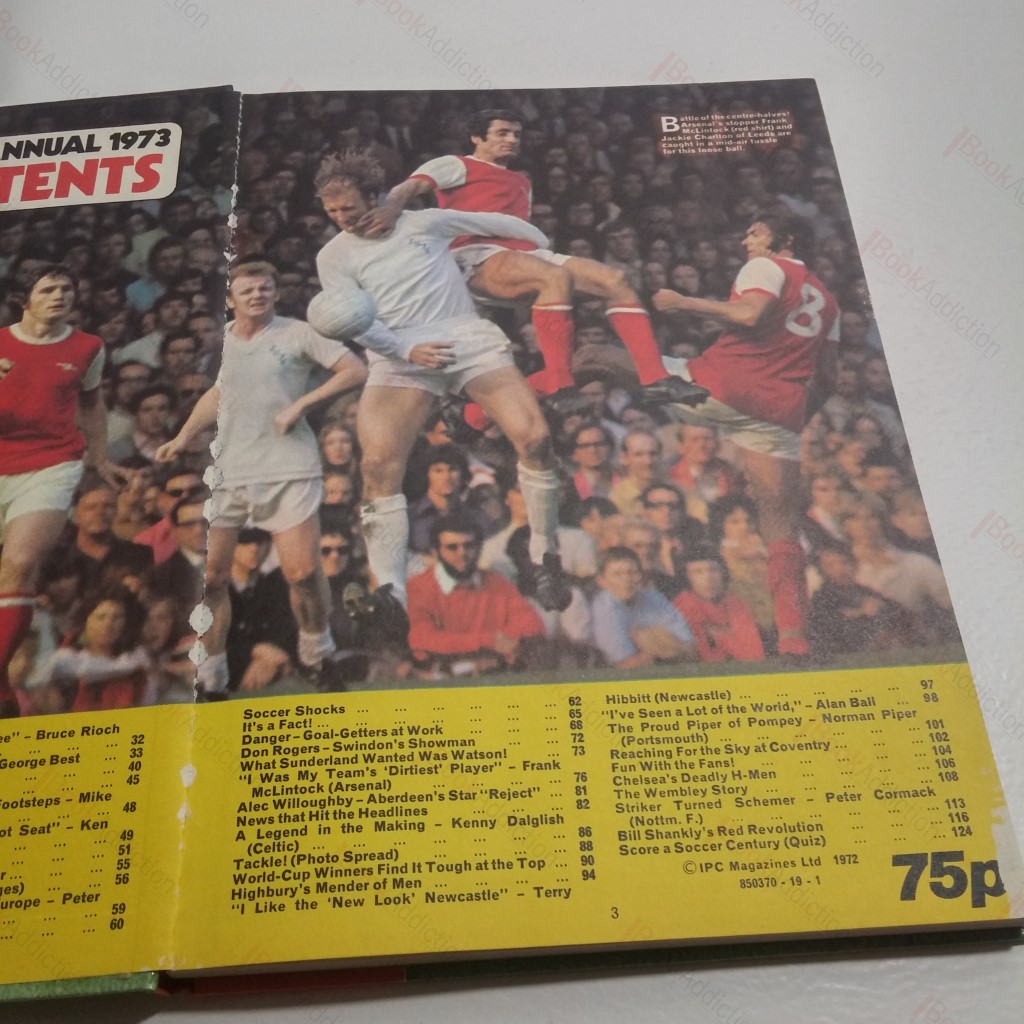 NNUAL 1973
TENTS
Battle of the centre-halves!
Arsenal's stopper Frank
McLintock (red shirt) and
Jackie Charlton of Leeds are
caught in a mid-air tussle
for this loose ball.
8
ee" – Bruce Rioch
... ... 32
George Best ... 33
... ... 40
... ... 45
Footsteps – Mike
... ... 48
ot Seat" – Ken
... ... 49
... ... 51
r ... ... 55
ges) ... 56
Europe – Peter
... ... 59
... ... 60
Soccer Shocks ... ... ... ... ... 62
It's a Fact! ... ... ... ... ... 65
Danger – Goal-Getters at Work ... ... 68
Don Rogers – Swindon's Showman ... 72
What Sunderland Wanted Was Watson! ... 73
"I Was My Team's 'Dirtiest' Player" – Frank
McLintock (Arsenal) ... ... ... 76
Alec Willoughby – Aberdeen's Star "Reject" ... 81
News that Hit the Headlines ... ... 82
A Legend in the Making – Kenny Dalglish
(Celtic) ... ... ... ... ... 86
Tackle! (Photo Spread) ... ... ... 88
World-Cup Winners Find It Tough at the Top ... 90
Highbury's Mender of Men ... ... ... 94
"I Like the 'New Look' Newcastle" – Terry
Hibbitt (Newcastle) ... ... ... ... 97
"I've Seen a Lot of the World," – Alan Ball ... 98
The Proud Piper of Pompey – Norman Piper
(Portsmouth) ... ... ... ... 101
Reaching For the Sky at Coventry ... ... 102
Fun With the Fans! ... ... ... ... 104
Chelsea's Deadly H-Men ... ... ... 106
The Wembley Story ... ... ... ... 108
Striker Turned Schemer – Peter Cormack
(Nottm. F.) ... ... ... ... 113
Bill Shankly's Red Revolution ... ... 116
Score a Soccer Century (Quiz) ... ... 124
© IPC Magazines Ltd 1972
850370 - 19 - 1
75p
3
BookAddiction